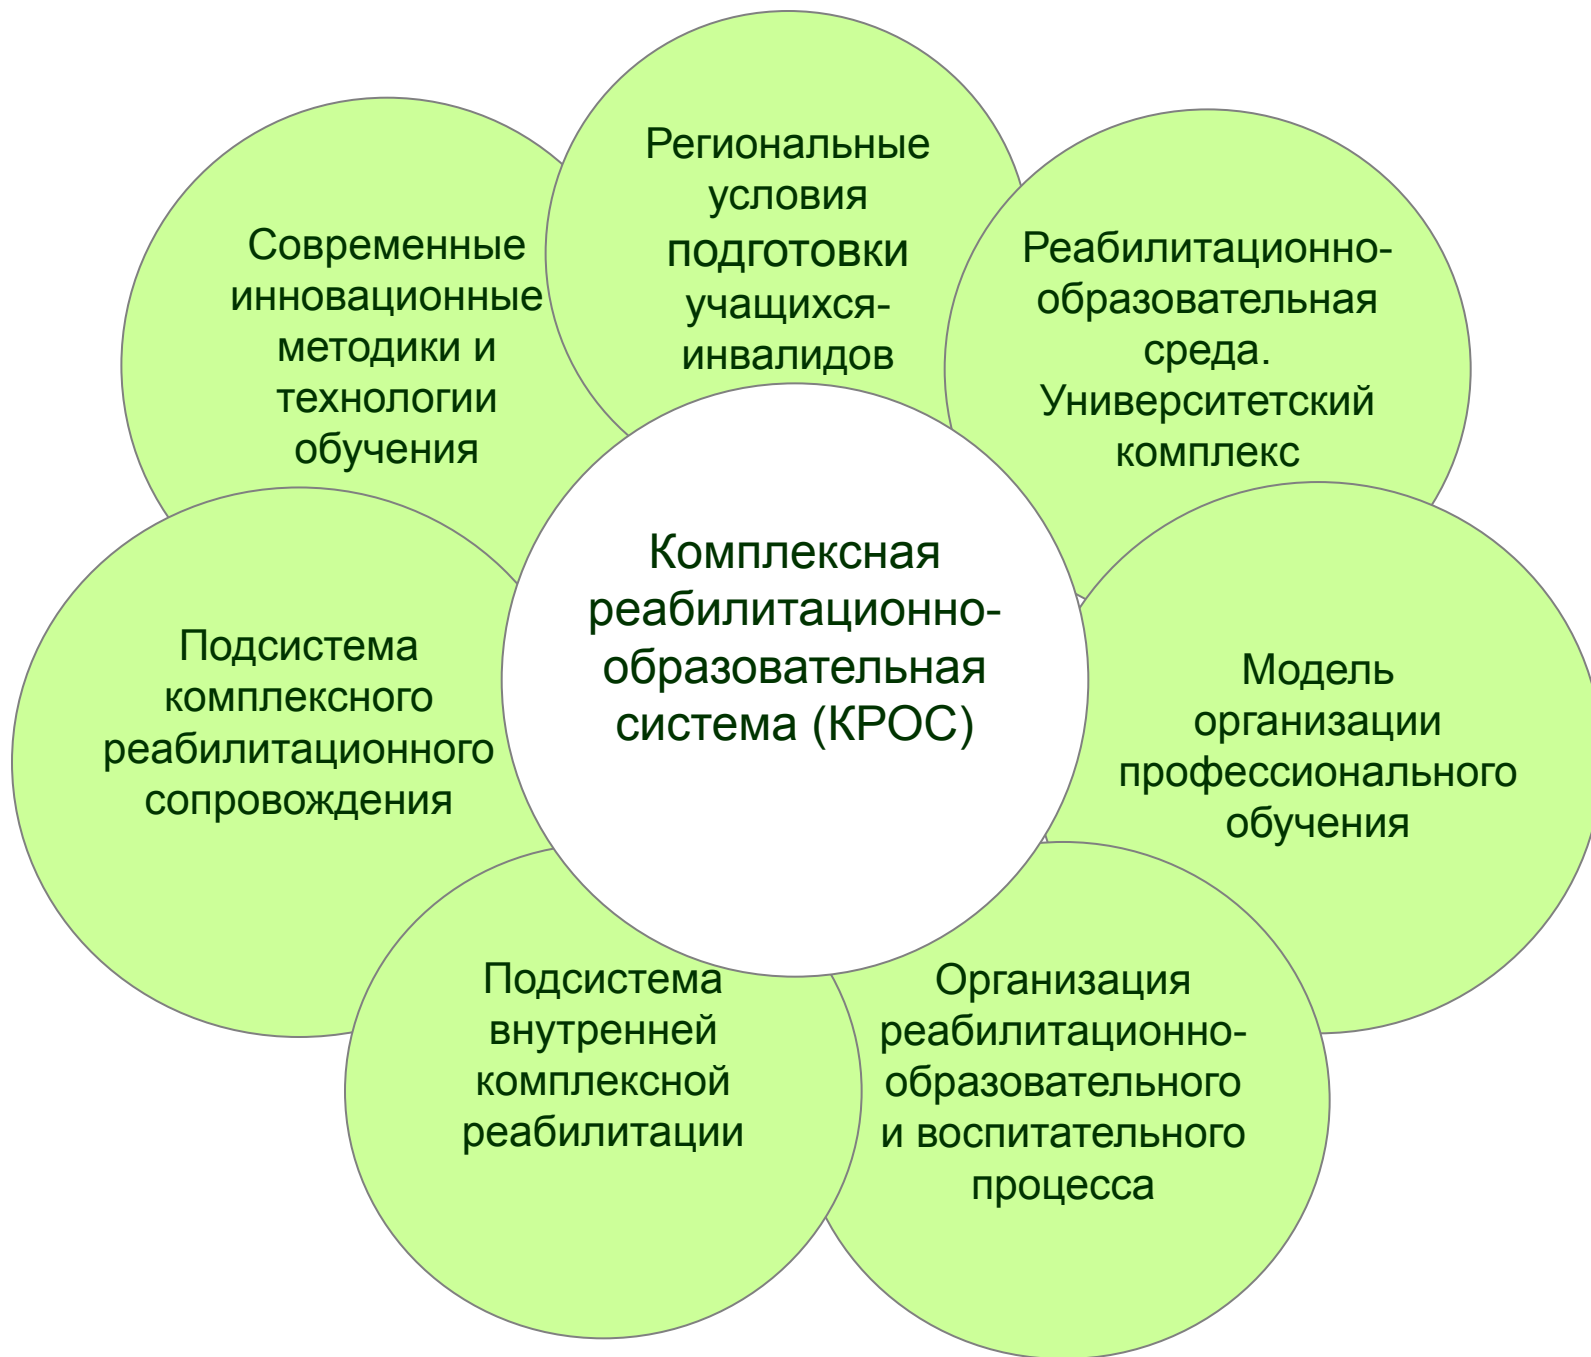 Региональные
условия
подготовки
учащихся-
инвалидов
Современные
инновационные
методики и
технологии
обучения
Реабилитационно-
образовательная
среда.
Университетский
комплекс
Комплексная
реабилитационно-
образовательная
система (КРОС)
Подсистема
комплексного
реабилитационного
сопровождения
Модель
организации
профессионального
обучения
Подсистема
внутренней
комплексной
реабилитации
Организация
реабилитационно-
образовательного
и воспитательного
процесса